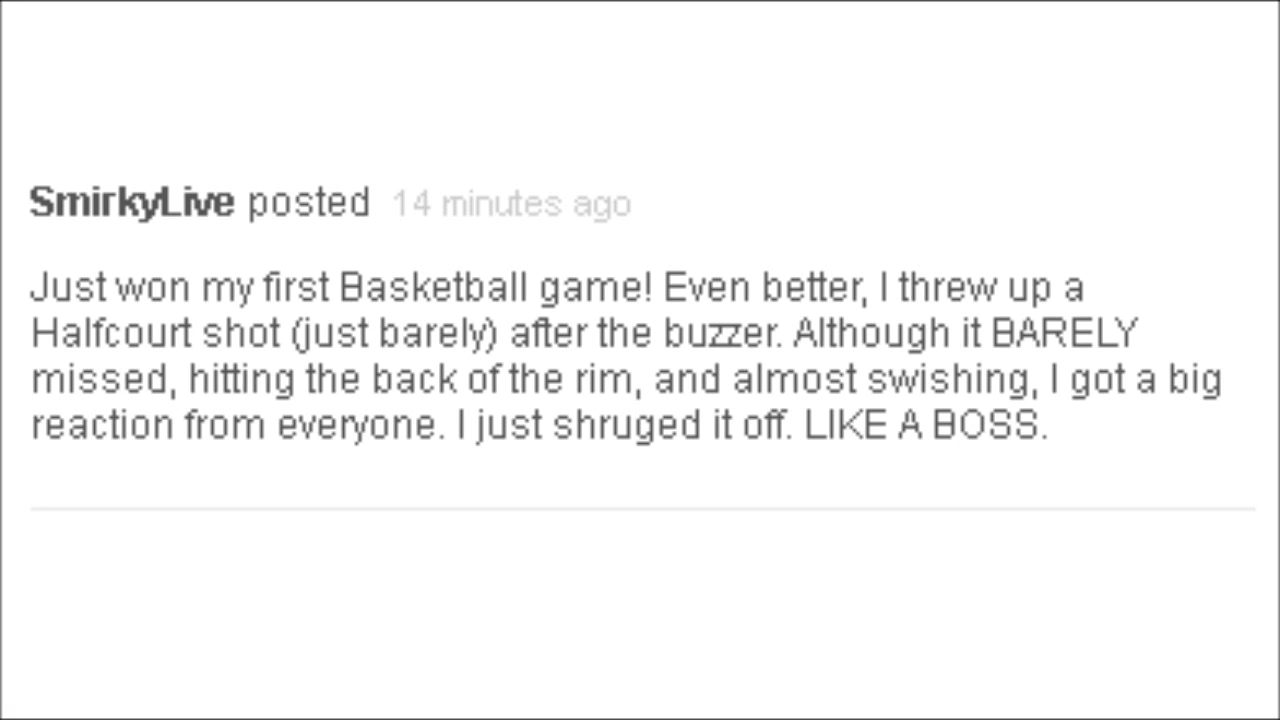 SmirkyLive posted 14 minutes ago
Just won my first Basketball game! Even better, I threw up a
Halfcourt shot (just barely) after the buzzer. Although it BARELY
missed, hitting the back of the rim, and almost swishing, I got a big
reaction from everyone. I just shruged it off. LIKE A BOSS.